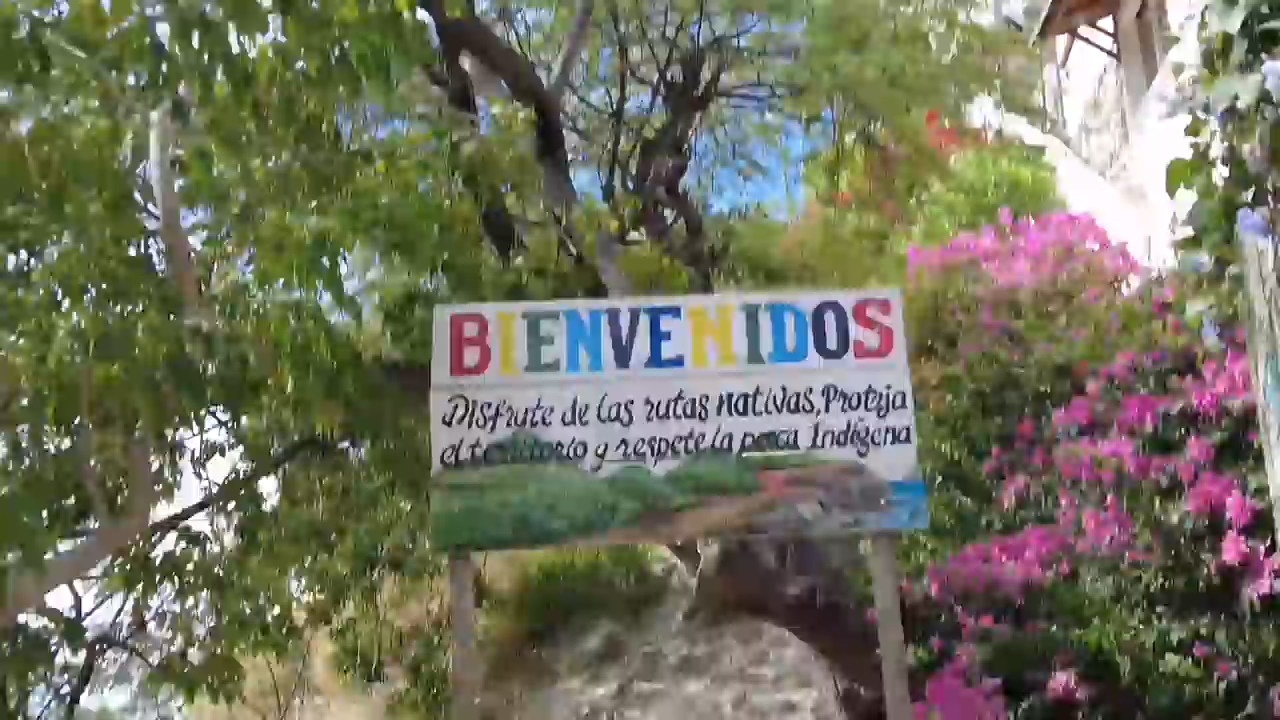 BIENVENIDOS
Disfrute de las rutas nativas, Proteja
el territorio y respete la pesca Indígena